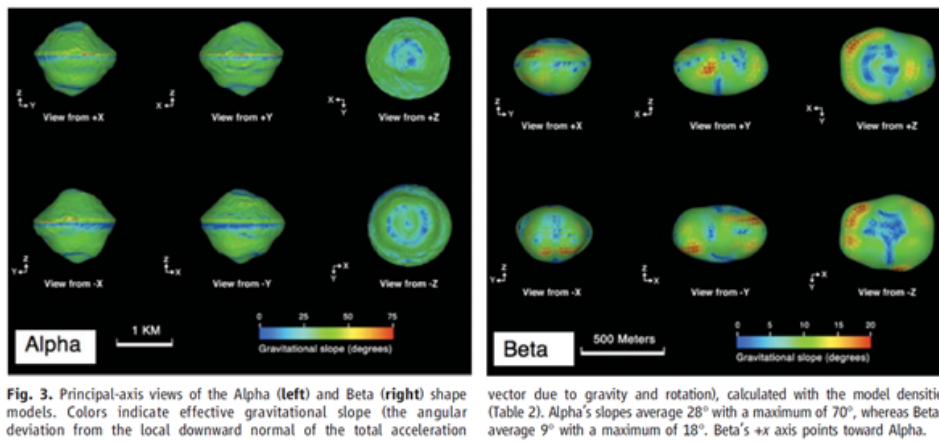 Z
Y
View from +X
Z
X
View from +Y
X
Y
View from +Z
Z
Y
View from -X
Z
X
View from -Y
X
Y
View from -Z
Alpha
1 KM
0 25 50 75
Gravitational slope (degrees)
Z
Y
View from +X
Z
X
View from +Y
X
Y
View from +Z
Z
Y
View from -X
Z
X
View from -Y
X
Y
View from -Z
Beta
500 Meters
0 5 10 15 20
Gravitational slope (degrees)
Fig. 3. Principal-axis views of the Alpha (left) and Beta (right) shape
models. Colors indicate effective gravitational slope (the angular
deviation from the local downward normal of the total acceleration
vector due to gravity and rotation), calculated with the model densitie
(Table 2). Alpha's slopes average 28° with a maximum of 70°, whereas Beta'
average 9° with a maximum of 18°. Beta's +x axis points toward Alpha.